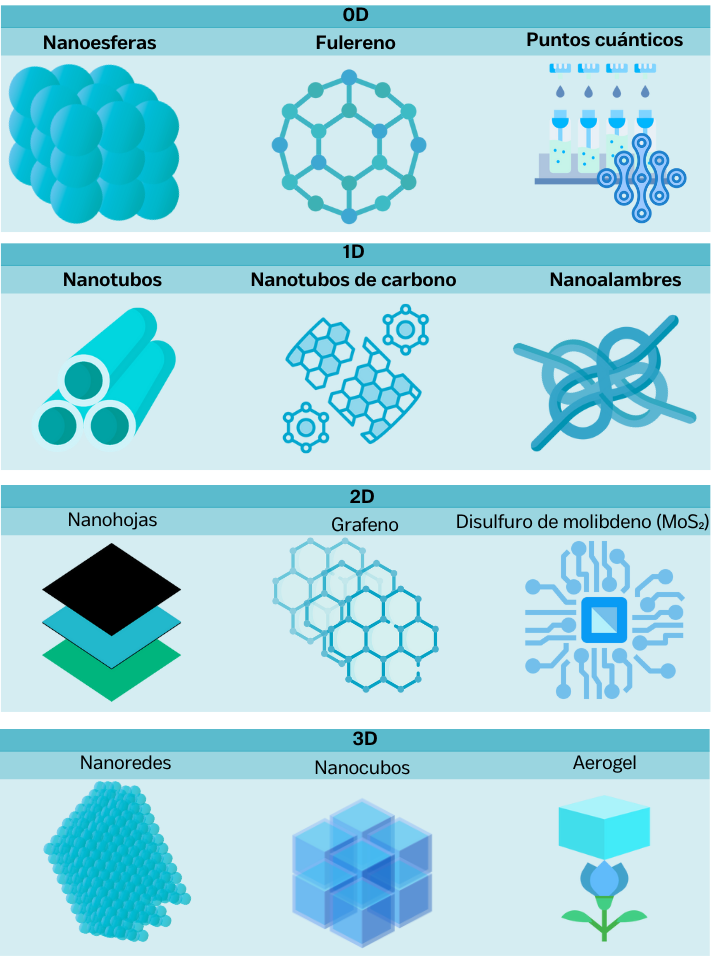 0D
Nanoesferas
Fulereno
Puntos cuánticos
1D
Nanotubos
Nanotubos de carbono
Nanoalambres
2D
Nanohojas
Grafeno
Disulfuro de molibdeno (MoS₂)
3D
Nanoredes
Nanocubos
Aerogel